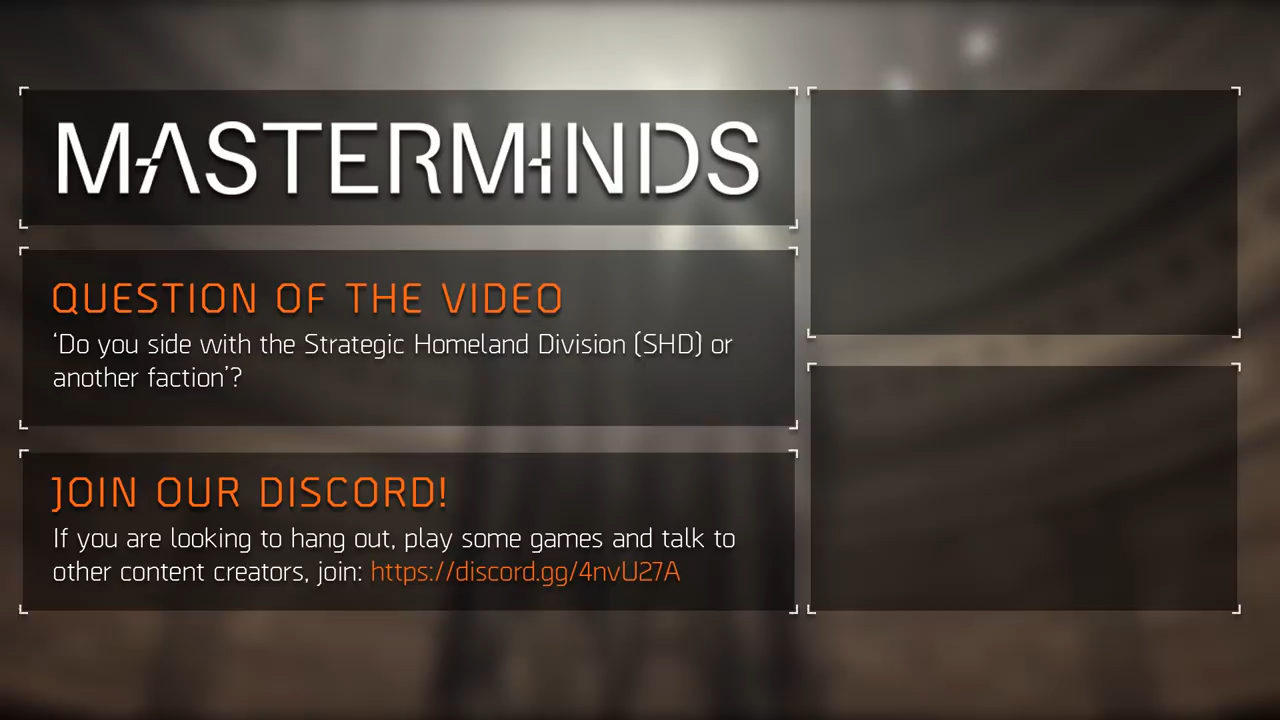 MASTERMINDS
QUESTION OF THE VIDEO
‘Do you side with the Strategic Homeland Division (SHD) or
another faction’?
JOIN OUR DISCORD!
If you are looking to hang out, play some games and talk to
other content creators, join: https://discord.gg/4nvU27A